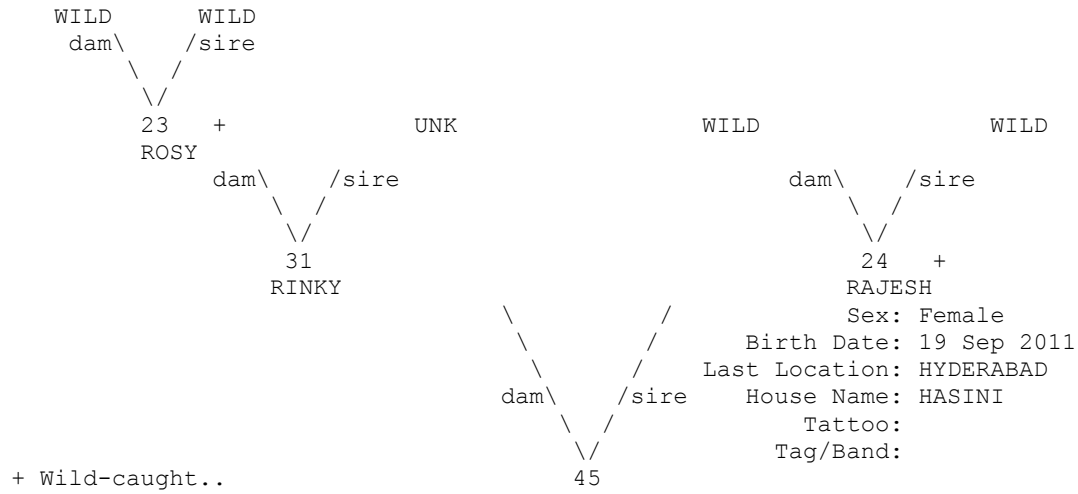 WILD WILD
dam\ /sire
\ /
\/
23 + UNK WILD WILD
ROSY
dam\ /sire dam\ /sire
\ / \ /
\/ \/
31 24 +
RINKY RAJESH
\ / Sex: Female
\ / Birth Date: 19 Sep 2011
\ / Last Location: HYDERABAD
dam\ /sire House Name: HASINI
\ / Tattoo:
\/ Tag/Band:
+ Wild-caught.. 45